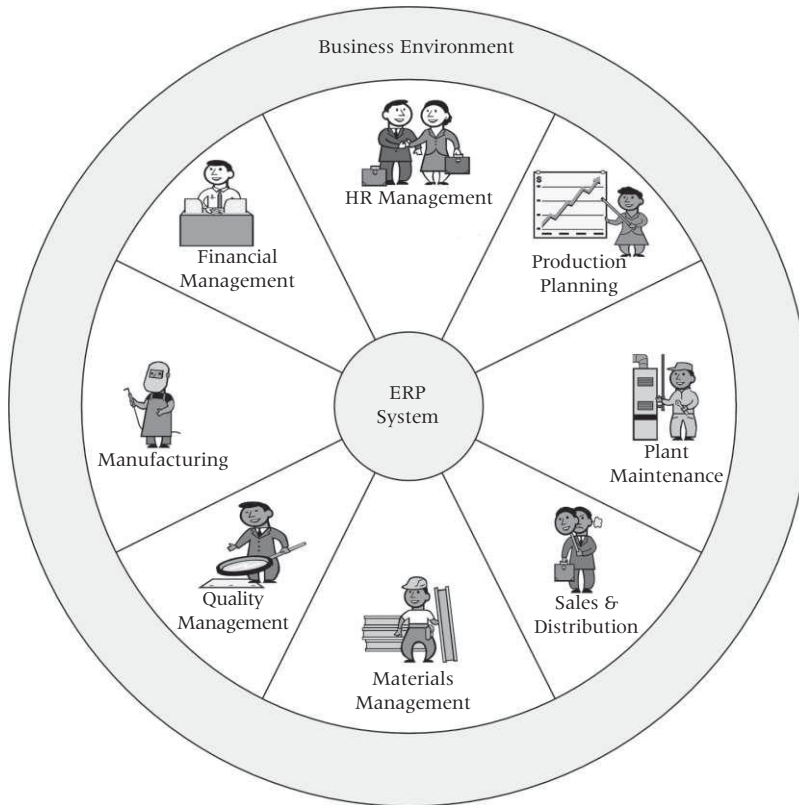 Business Environment
HR Management
$
Production
Planning
Financial
Management
ERP
System
Manufacturing
Plant
Maintenance
Quality
Management
Sales &
Distribution
Materials
Management